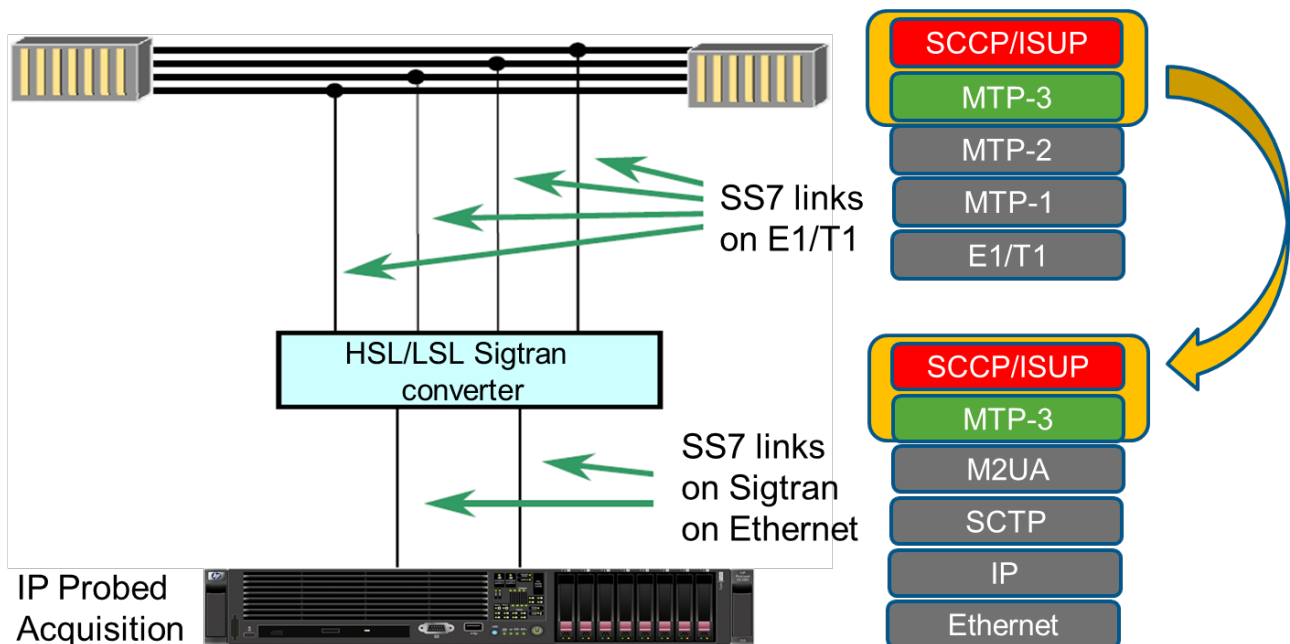 SCCP/ISUP
MTP-3
MTP-2
MTP-1
E1/T1
SS7 links
on E1/T1
HSL/LSL Sigtran
converter
SCCP/ISUP
MTP-3
M2UA
SCTP
IP
Ethernet
SS7 links
on Sigtran
on Ethernet
IP Probed
Acquisition